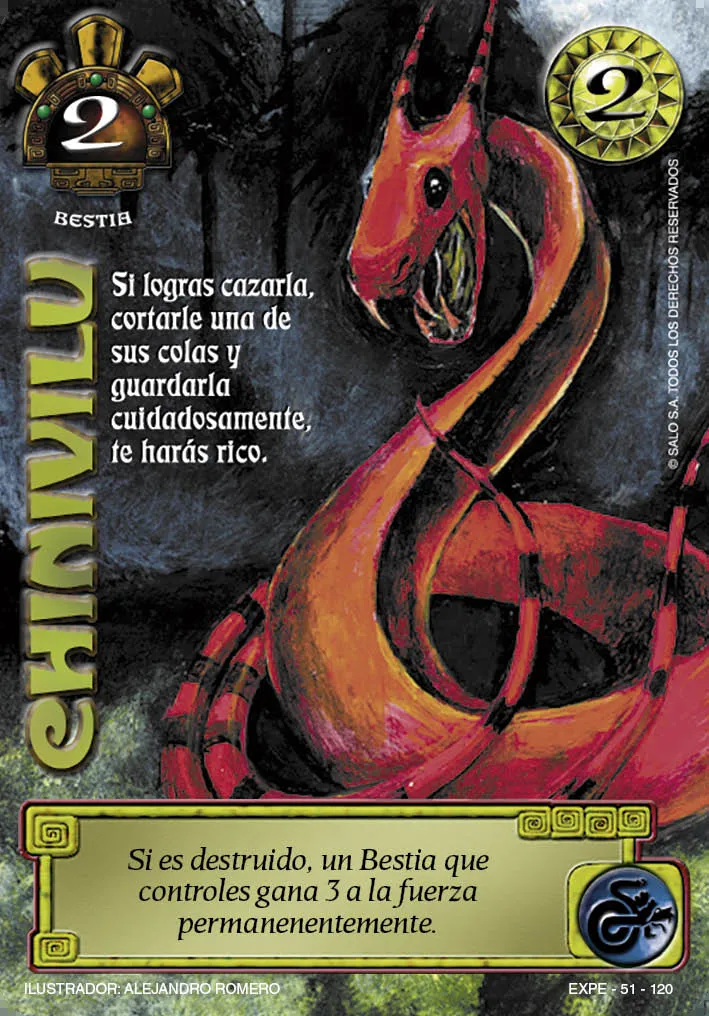 2
2
BESTIA
CHINIVILU
Si logras cazarla,
cortarle una de
sus colas y
guardarla
cuidadosamente,
te harás rico.
© SALO S.A. TODOS LOS DERECHOS RESERVADOS
Si es destruido, un Bestia que
controles gana 3 a la fuerza
permanenentemente.
ILUSTRADOR: ALEJANDRO ROMERO
EXPE - 51 - 120